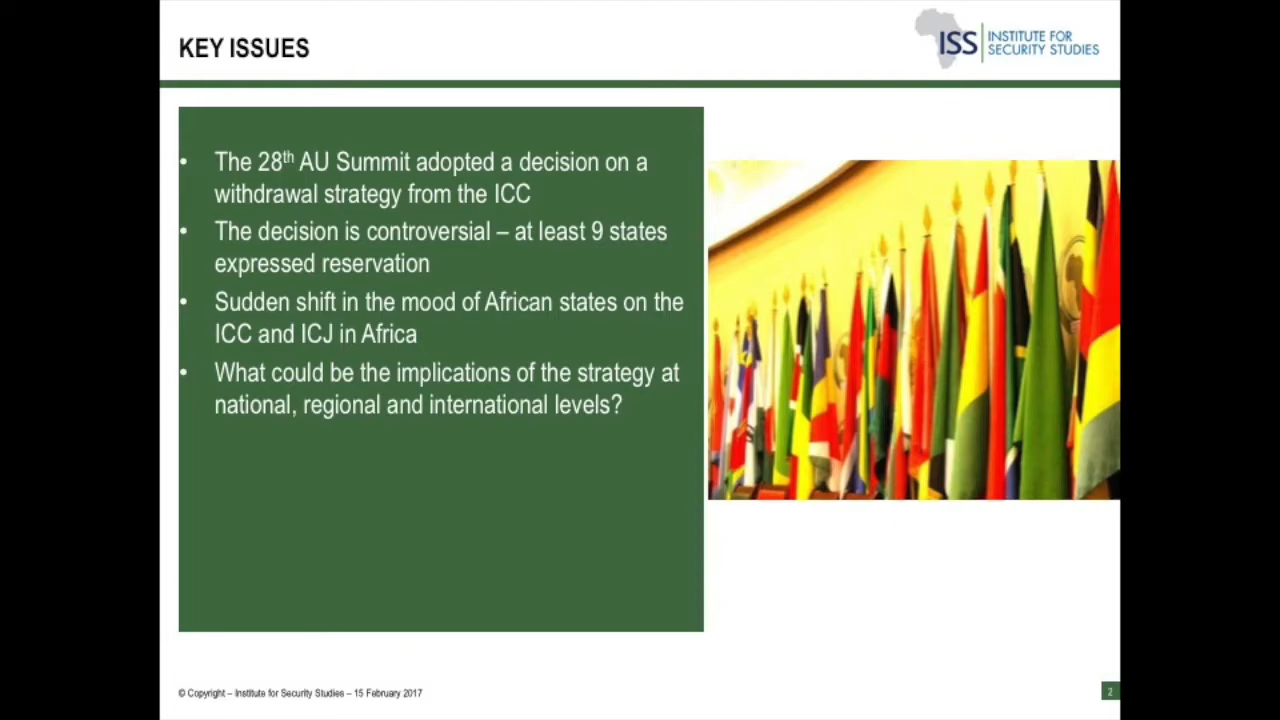 KEY ISSUES
ISS
INSTITUTE FOR
SECURITY STUDIES
• The 28th AU Summit adopted a decision on a
withdrawal strategy from the ICC
• The decision is controversial – at least 9 states
expressed reservation
• Sudden shift in the mood of African states on the
ICC and ICJ in Africa
• What could be the implications of the strategy at
national, regional and international levels?
© Copyright – Institute for Security Studies – 15 February 2017
2